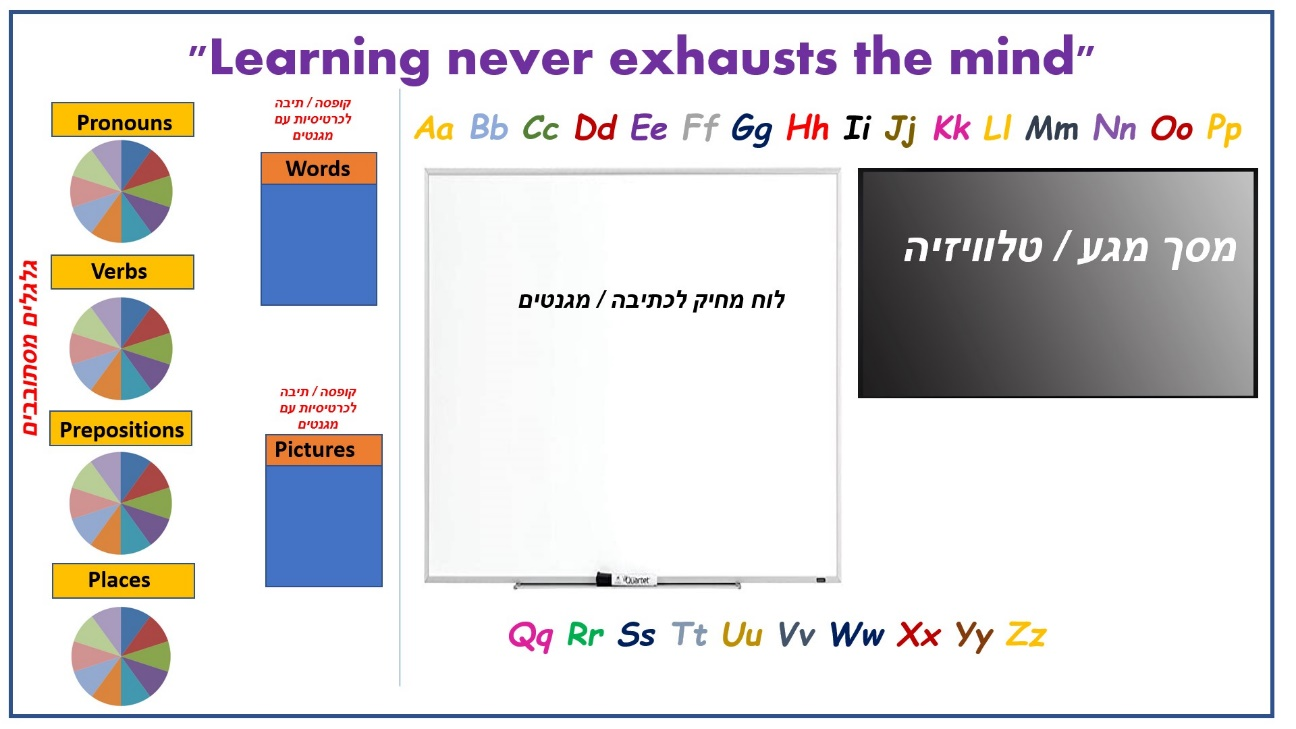 "Learning never exhausts the mind"
Pronouns
Verbs
Prepositions
Places
גלגלים מסתובבים
קופסה / תיבה
לכרטיסיות עם
מגנטים
Words
קופסה / תיבה
לכרטיסיות עם
מגנטים
Pictures
Aa Bb Cc Dd Ee Ff Gg Hh Ii Jj Kk Ll Mm Nn Oo Pp
לוח מחיק לכתיבה / מגנטים
מסך מגע / טלוויזיה
Quartet
Qq Rr Ss Tt Uu Vv Ww Xx Yy Zz